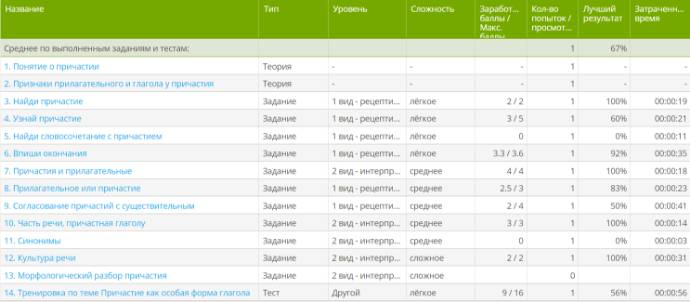 Название Тип Уровень Сложность Заработ... баллы / Макс. баллы Кол-во попыток / просмот... Лучший результат Затраченн... время
Среднее по выполненным заданиям и тестам: 1 67%
1. Понятие о причастии Теория - - - 1 - -
2. Признаки прилагательного и глагола у причастия Теория - - - 1 - -
3. Найди причастие Задание 1 вид - рецепти... лёгкое 2 / 2 1 100% 00:00:19
4. Узнай причастие Задание 1 вид - рецепти... лёгкое 3 / 5 1 60% 00:00:21
5. Найди словосочетание с причастием Задание 1 вид - рецепти... лёгкое 0 1 0% 00:00:11
6. Впиши окончания Задание 1 вид - рецепти... лёгкое 3.3 / 3.6 1 92% 00:00:35
7. Причастия и прилагательные Задание 2 вид - интерпр... среднее 4 / 4 1 100% 00:00:18
8. Прилагательное или причастие Задание 2 вид - интерпр... среднее 2.5 / 3 1 83% 00:00:23
9. Согласование причастий с существительным Задание 2 вид - интерпр... среднее 2 / 4 1 50% 00:00:41
10. Часть речи, причастная глаголу Задание 2 вид - интерпр... среднее 3 / 3 1 100% 00:00:14
11. Синонимы Задание 2 вид - интерпр... среднее 0 1 0% 00:00:03
12. Культура речи Задание 2 вид - интерпр... сложное 2 / 2 1 100% 00:00:31
13. Морфологический разбор причастия Задание 2 вид - интерпр... сложное 0
14. Тренировка по теме Причастие как особая форма глагола Тест Другой лёгкое 9 / 16 1 56% 00:00:56